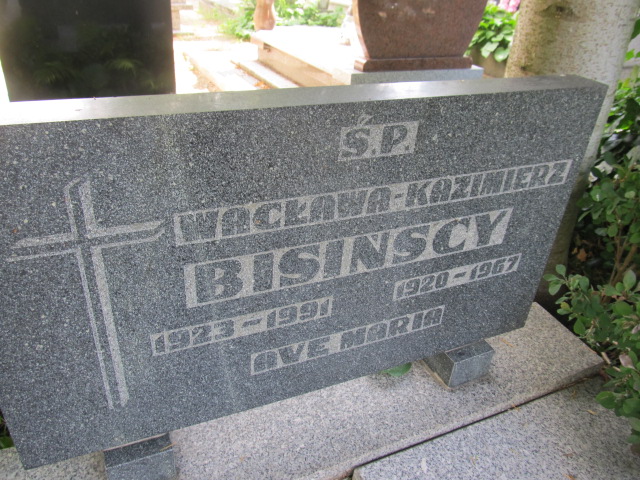 Ś.P.
WACŁAWA-KAZIMIERZ
BISINSCY
1923-1991 1920-1967
AVE MARIA